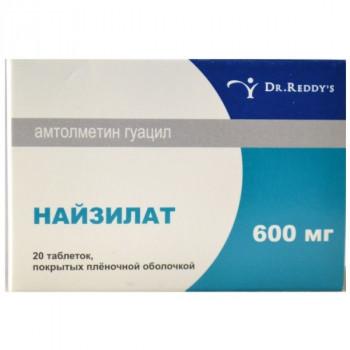 Dr.Reddy's
амтолметин гуацил
НАЙЗИЛАТ
600 мг
20 таблеток,
покрытых плёночной оболочкой